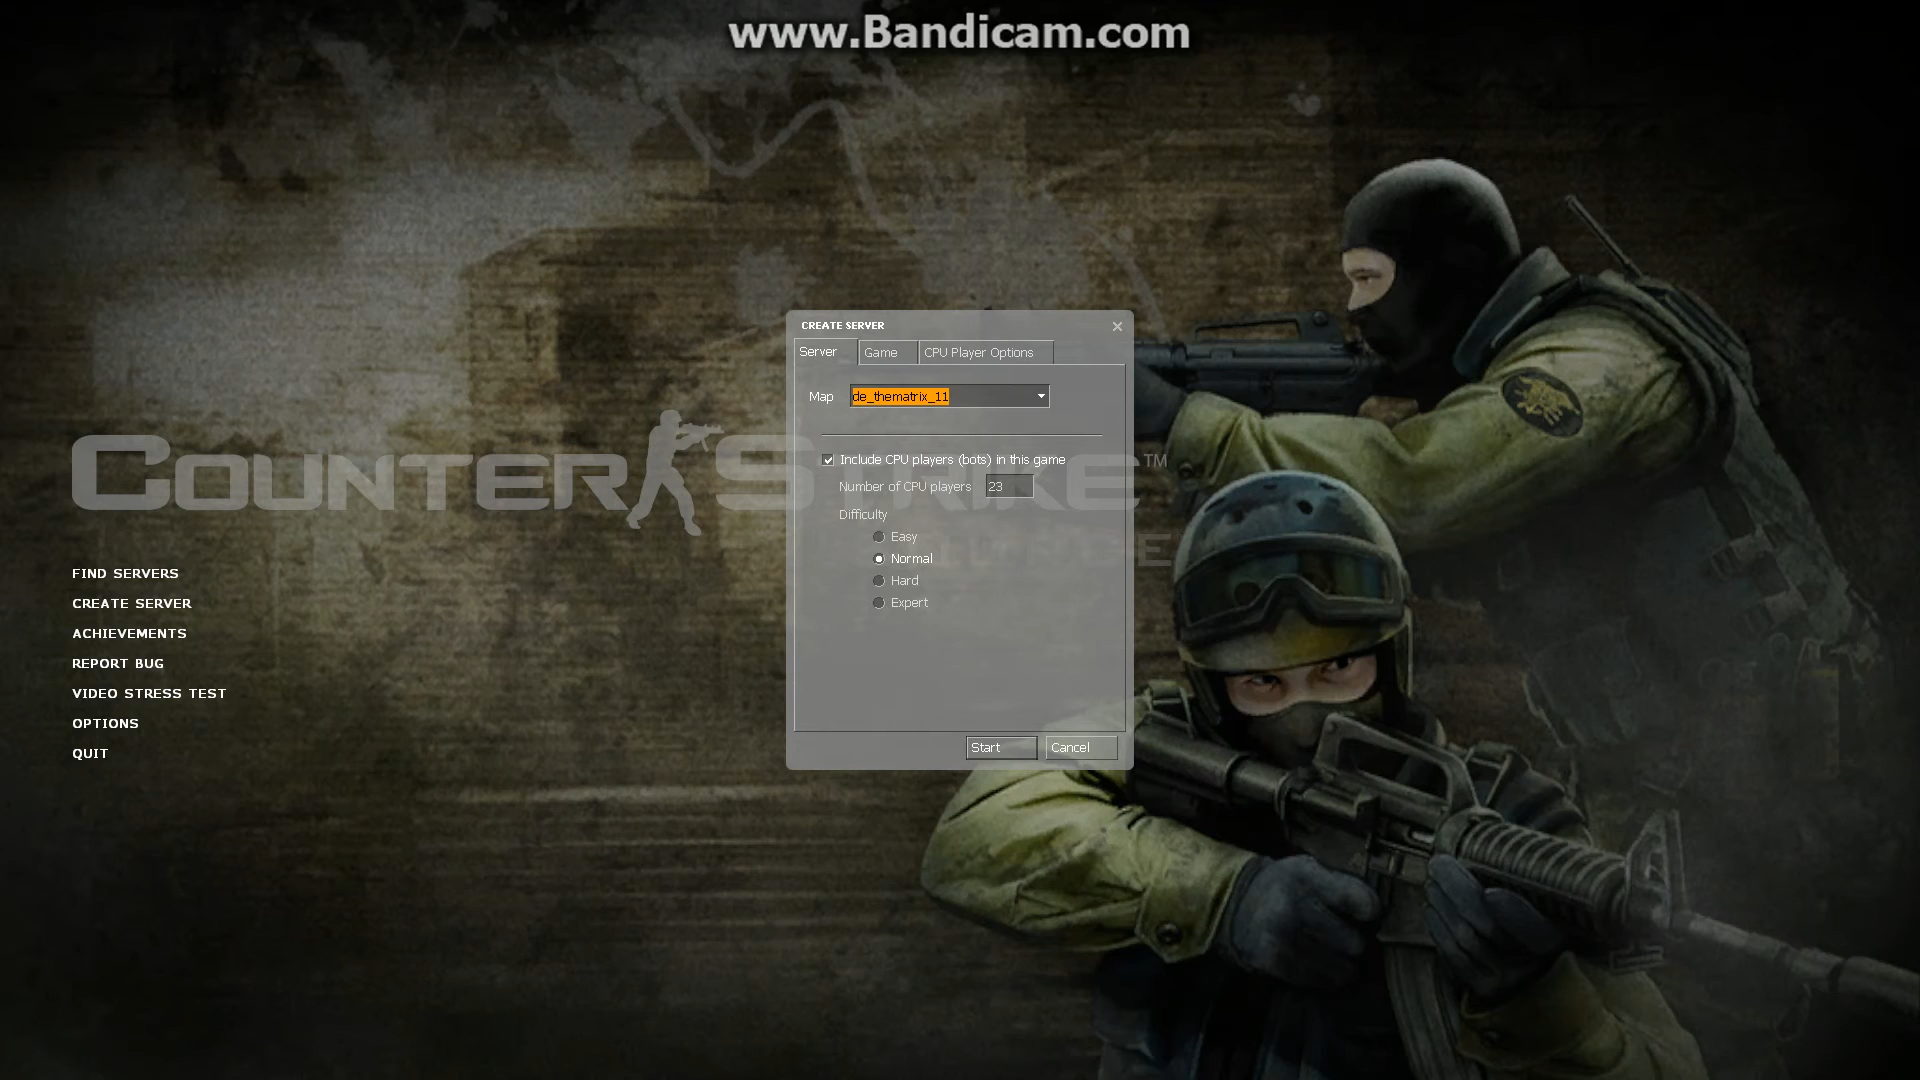 www.Bandicam.com
CREATE SERVER
Server Game CPU Player Options
Map de_thematrix_11
COUNTER STRIKE™
Include CPU players (bots) in this game
Number of CPU players 23
Difficulty
Easy
Normal
Hard
Expert
FIND SERVERS
CREATE SERVER
ACHIEVEMENTS
REPORT BUG
VIDEO STRESS TEST
OPTIONS
QUIT
Start Cancel